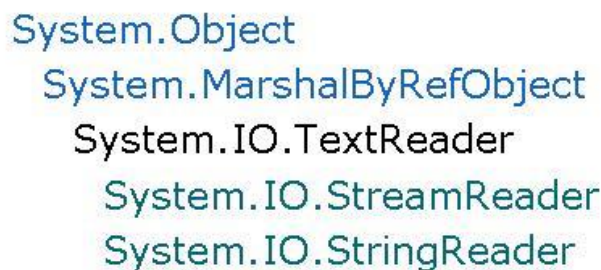 System.Object
System.MarshalByRefObject
System.IO.TextReader
System.IO.StreamReader
System.IO.StringReader